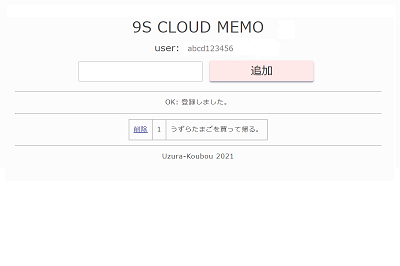 9S CLOUD MEMO
user: abcd123456
追加
OK: 登録しました。
削除 1 うずらたまごを買って帰る。
Uzura-Koubou 2021